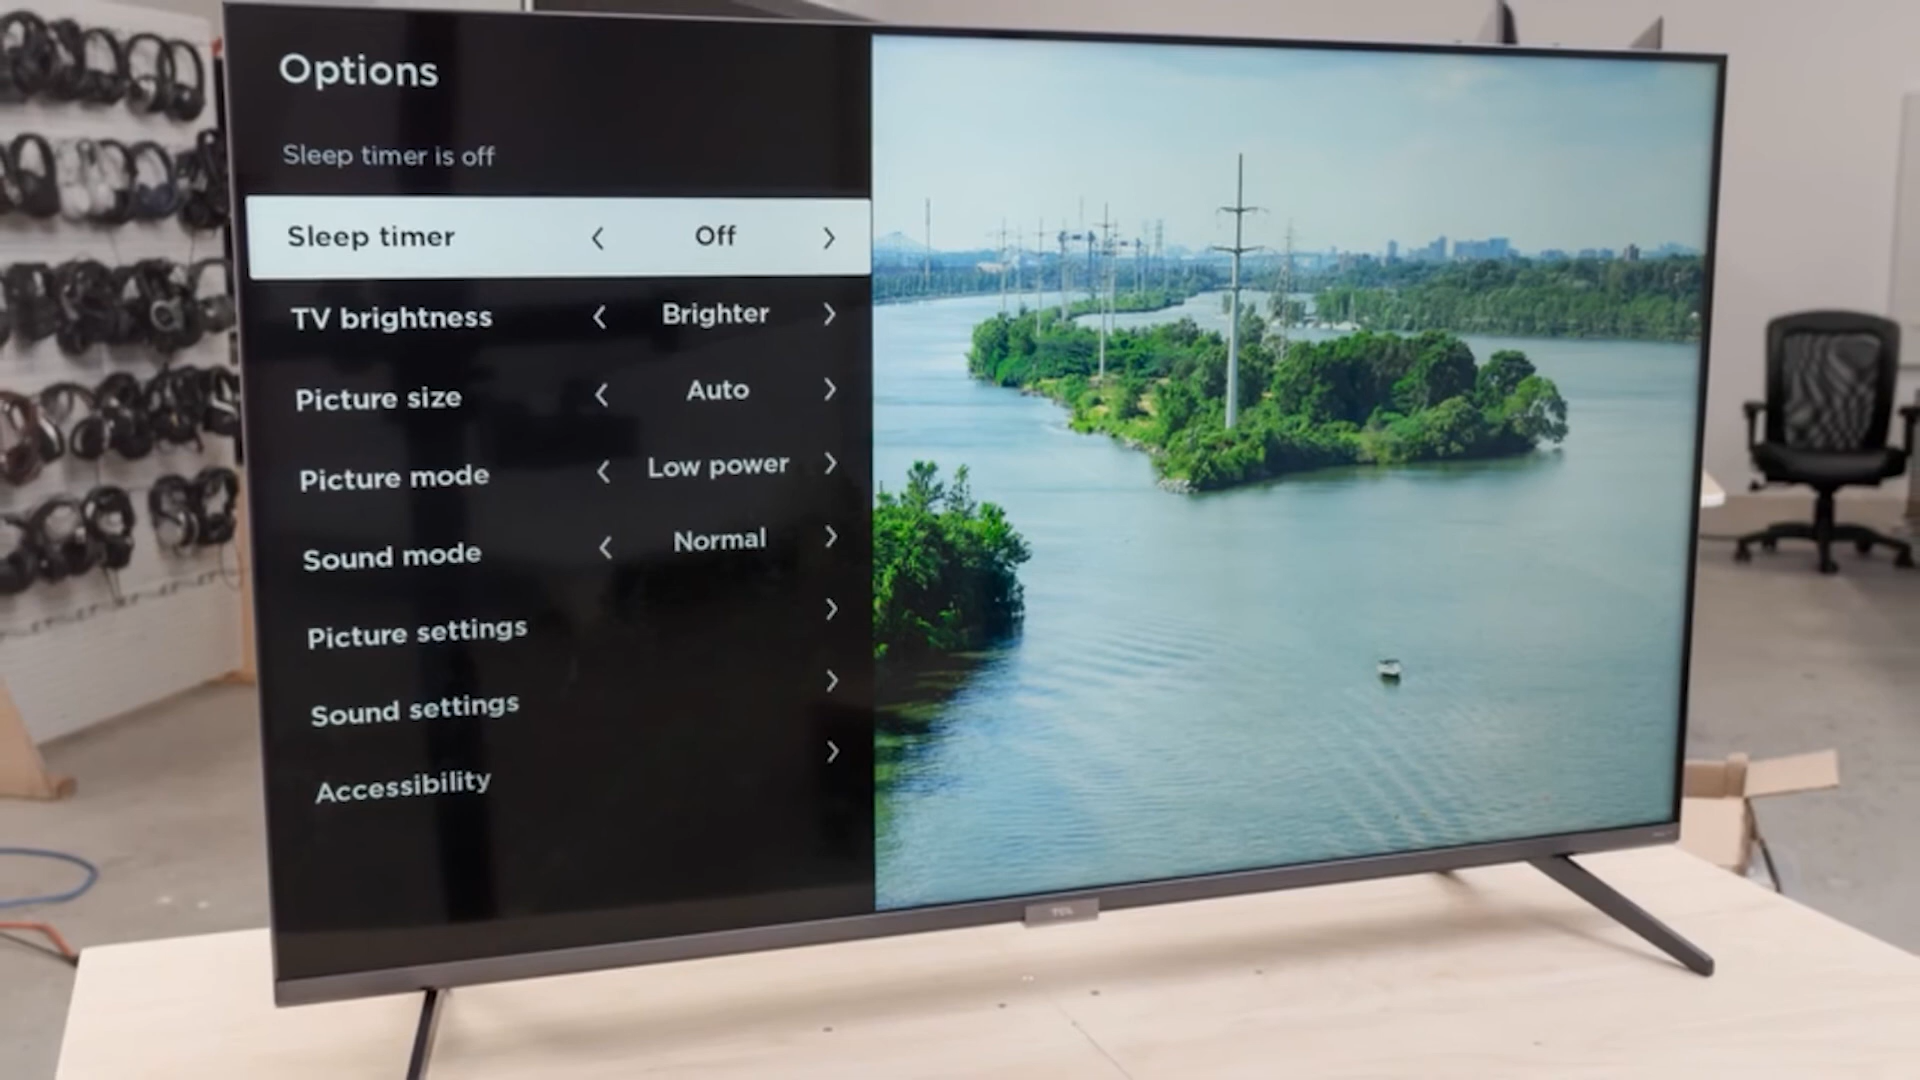 Options
Sleep timer is off
Sleep timer < Off >
TV brightness < Brighter >
Picture size < Auto >
Picture mode < Low power >
Sound mode < Normal >
Picture settings >
Sound settings >
Accessibility >
TCL